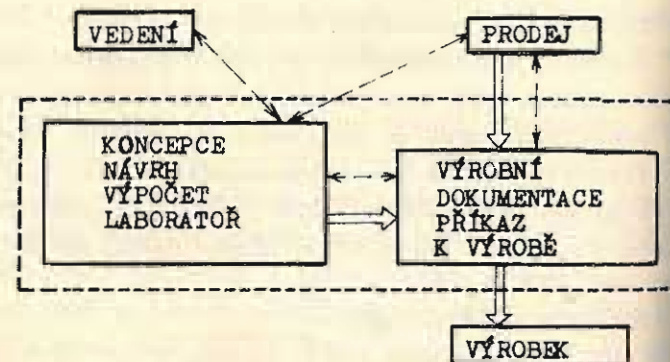 VEDENÍ
PRODEJ
KONCEPCE
NÁVRH
VÝPOČET
LABORATOŘ
VÝROBNÍ
DOKUMENTACE
PŘÍKAZ
K VÝROBĚ
VÝROBEK